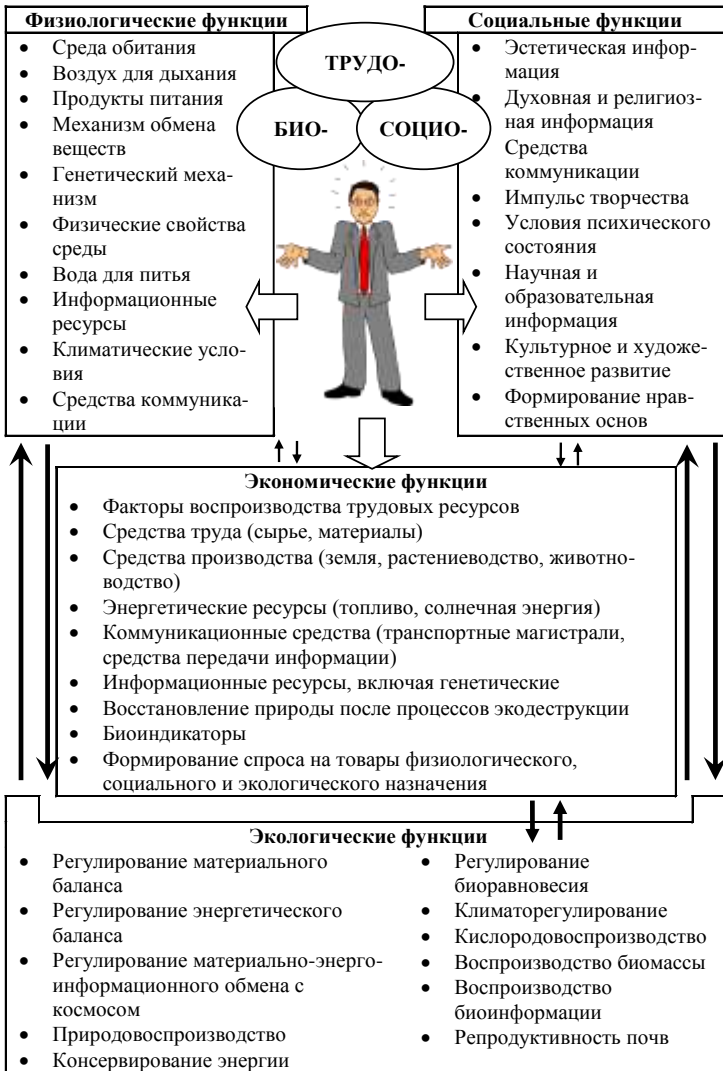 Физиологические функции
• Среда обитания
• Воздух для дыхания
• Продукты питания
• Механизм обмена
веществ
• Генетический меха-
низм
• Физические свойства
среды
• Вода для питья
• Информационные
ресурсы
• Климатические усло-
вия
• Средства коммуника-
ции
ТРУДО-
БИО-
СОЦИО-
Социальные функции
• Эстетическая инфор-
мация
Духовная и религиоз-
ная информация
Средства
коммуникации
• Импульс творчества
• Условия психического
состояния
• Научная и
образовательная
информация
• Культурное и художе-
ственное развитие
• Формирование нрав-
ственных основ
Экономические функции
• Факторы воспроизводства трудовых ресурсов
• Средства труда (сырье, материалы)
• Средства производства (земля, растениеводство, животно-
водство)
• Энергетические ресурсы (топливо, солнечная энергия)
• Коммуникационные средства (транспортные магистрали,
средства передачи информации)
• Информационные ресурсы, включая генетические
• Восстановление природы после процессов экодеструкции
• Биоиндикаторы
• Формирование спроса на товары физиологического,
социального и экологического назначения
Экологические функции
• Регулирование материального
баланса
• Регулирование энергетического
баланса
• Регулирование материально-энерго-
информационного обмена с
космосом
• Природовоспроизводство
• Консервирование энергии
• Регулирование
биоравновесия
• Климаторегулирование
• Кислородовоспроизводство
• Воспроизводство биомассы
• Воспроизводство
биоинформации
• Репродуктивность почв